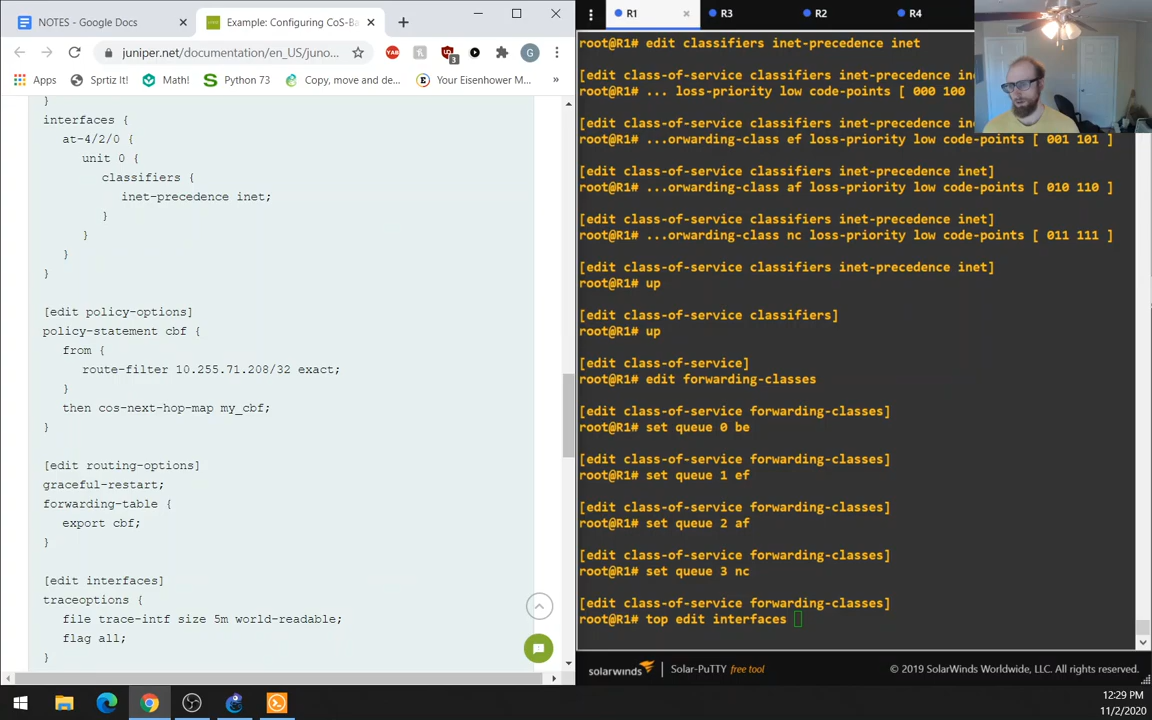 NOTES - Google Docs
Example: Configuring CoS-Ba
R1
R3
R2
R4
juniper.net/documentation/en_US/juno...
Apps
Sprtiz It!
Math!
Python 73
Copy, move and de...
Your Eisenhower M...
}
interfaces {
at-4/2/0 {
unit 0 {
classifiers {
inet-precedence inet;
}
}
}
}
[edit policy-options]
policy-statement cbf {
from {
route-filter 10.255.71.208/32 exact;
}
then cos-next-hop-map my_cbf;
}
[edit routing-options]
graceful-restart;
forwarding-table {
export cbf;
}
[edit interfaces]
traceoptions {
file trace-intf size 5m world-readable;
flag all;
}
root@R1# edit classifiers inet-precedence inet
[edit class-of-service classifiers inet-precedence in
root@R1# ... loss-priority low code-points [ 000 100
[edit class-of-service classifiers inet-precedence in
root@R1# ...orwarding-class ef loss-priority low code-points [ 001 101 ]
[edit class-of-service classifiers inet-precedence inet]
root@R1# ...orwarding-class af loss-priority low code-points [ 010 110 ]
[edit class-of-service classifiers inet-precedence inet]
root@R1# ...orwarding-class nc loss-priority low code-points [ 011 111 ]
[edit class-of-service classifiers inet-precedence inet]
root@R1# up
[edit class-of-service classifiers]
root@R1# up
[edit class-of-service]
root@R1# edit forwarding-classes
[edit class-of-service forwarding-classes]
root@R1# set queue 0 be
[edit class-of-service forwarding-classes]
root@R1# set queue 1 ef
[edit class-of-service forwarding-classes]
root@R1# set queue 2 af
[edit class-of-service forwarding-classes]
root@R1# set queue 3 nc
[edit class-of-service forwarding-classes]
root@R1# top edit interfaces
solarwinds
Solar-PuTTY free tool
© 2019 SolarWinds Worldwide, LLC. All rights reserved.
12:29 PM
11/2/2020